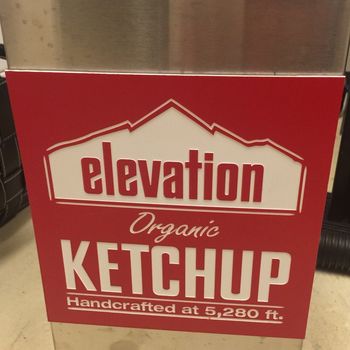 elevation
Organic
KETCHUP
Handcrafted at 5,280 ft.